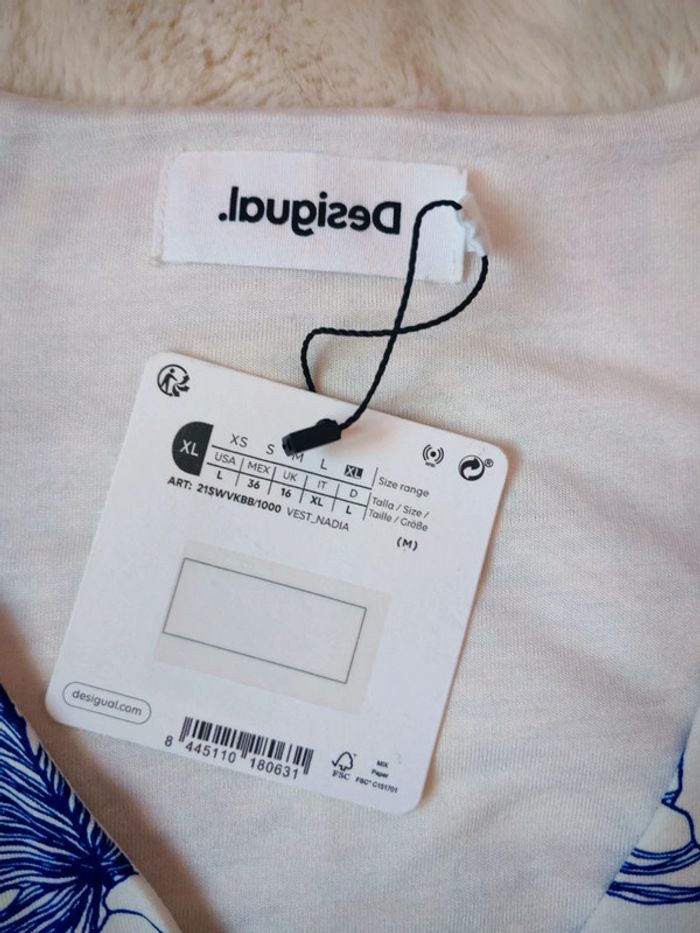 Desigual.
XL
XS S M L XL Size range
USA MEX UK IT D Talla / Size /
L 36 16 XL L Taille / Größe
ART: 21SWVKBB/1000 VEST_NADIA
(M)
desigual.com
8 445110 180631
FSC
MIX
Paper
FSC® C151701